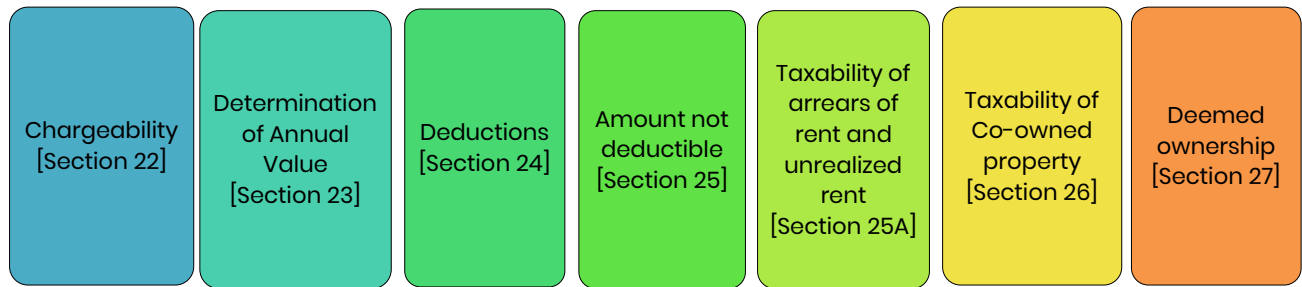 Chargeability
[Section 22]
Determination
of Annual
Value
[Section 23]
Deductions
[Section 24]
Amount not
deductible
[Section 25]
Taxability of
arrears of
rent and
unrealized
rent
[Section 25A]
Taxability of
Co-owned
property
[Section 26]
Deemed
ownership
[Section 27]